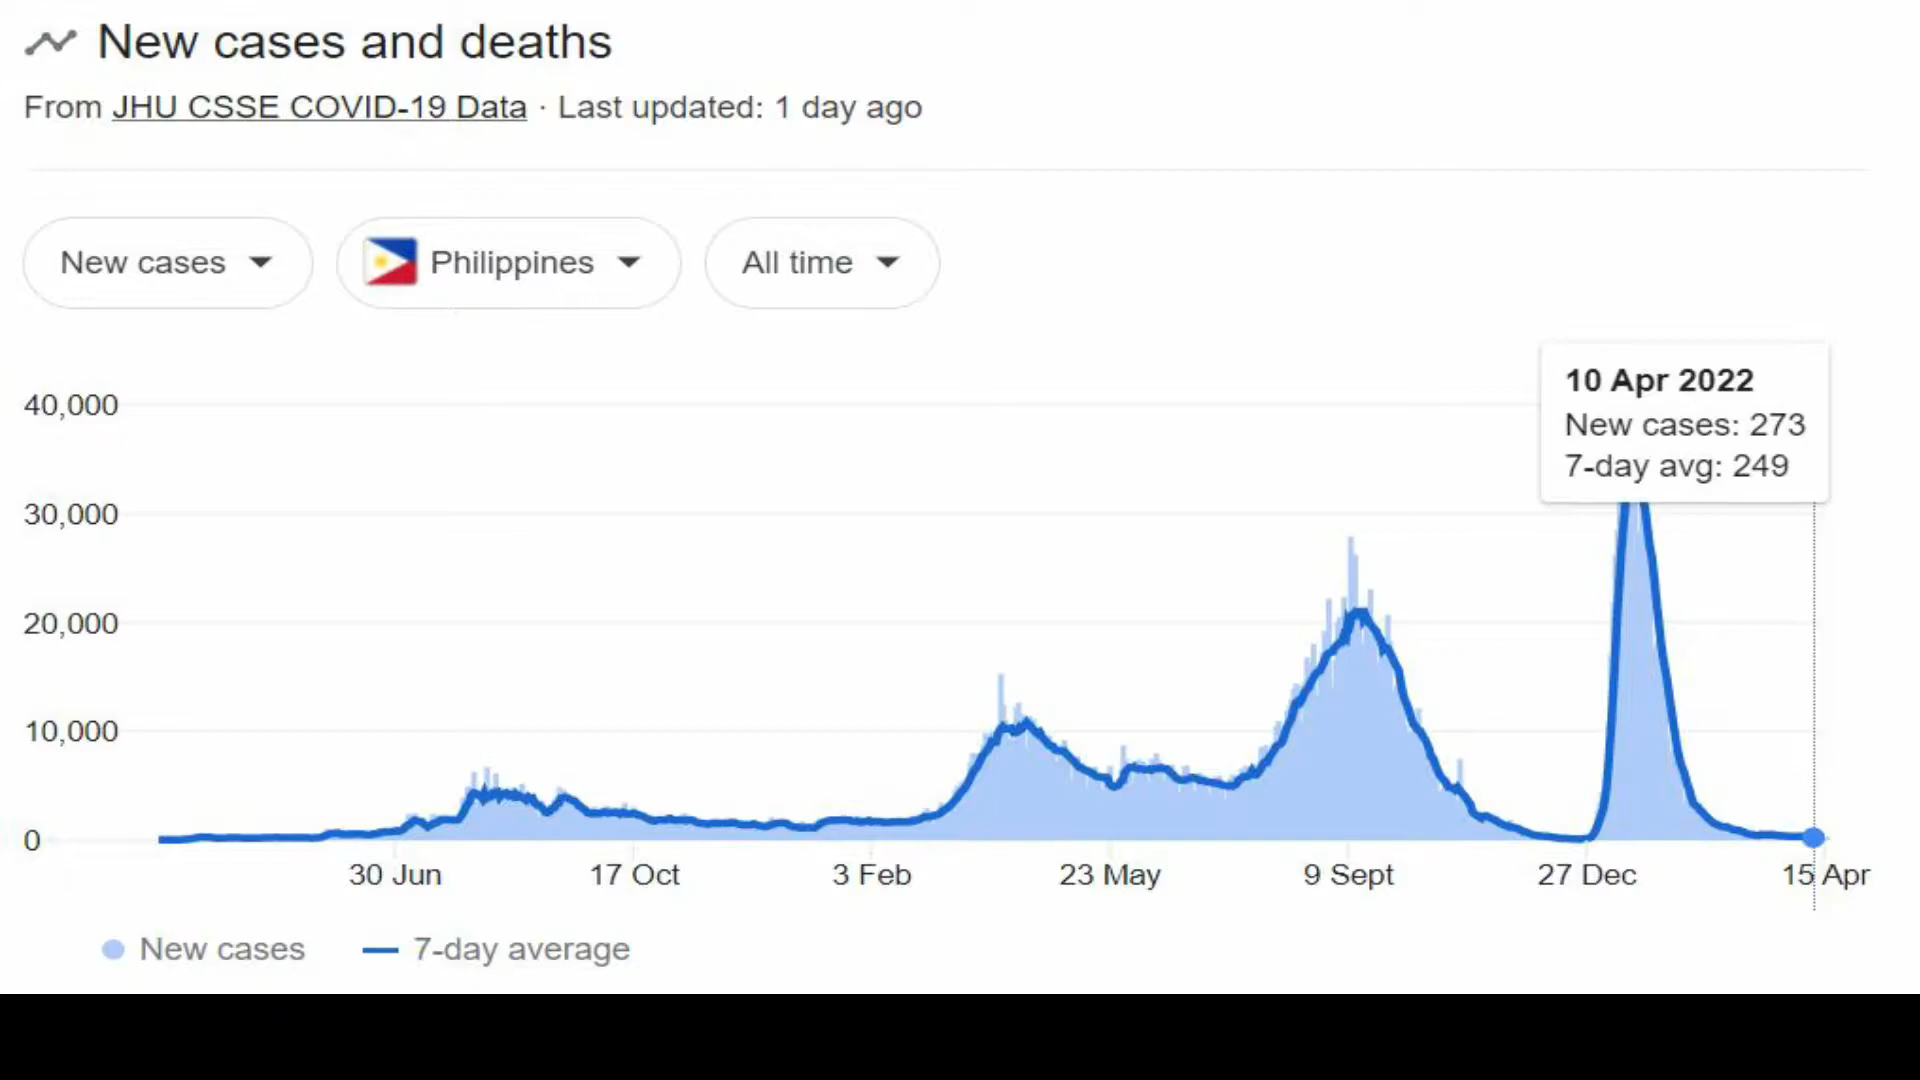 New cases and deaths
From JHU CSSE COVID-19 Data · Last updated: 1 day ago
New cases
Philippines
All time
10 Apr 2022
New cases: 273
7-day avg: 249
40,000
30,000
20,000
10,000
0
30 Jun 17 Oct 3 Feb 23 May 9 Sept 27 Dec 15 Apr
New cases 7-day average